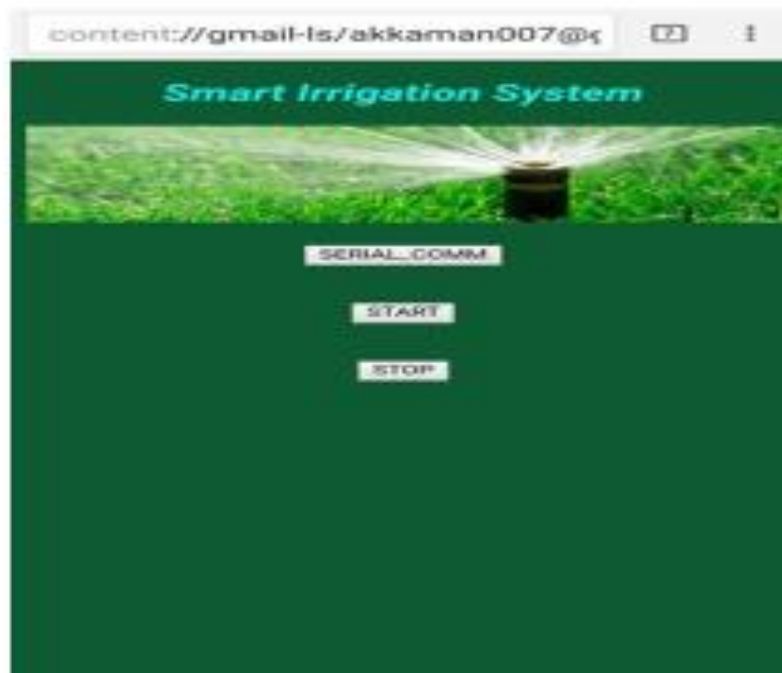 content://gmail-ls/akkaman007@g
Smart Irrigation System
SERIAL_COMM
START
STOP